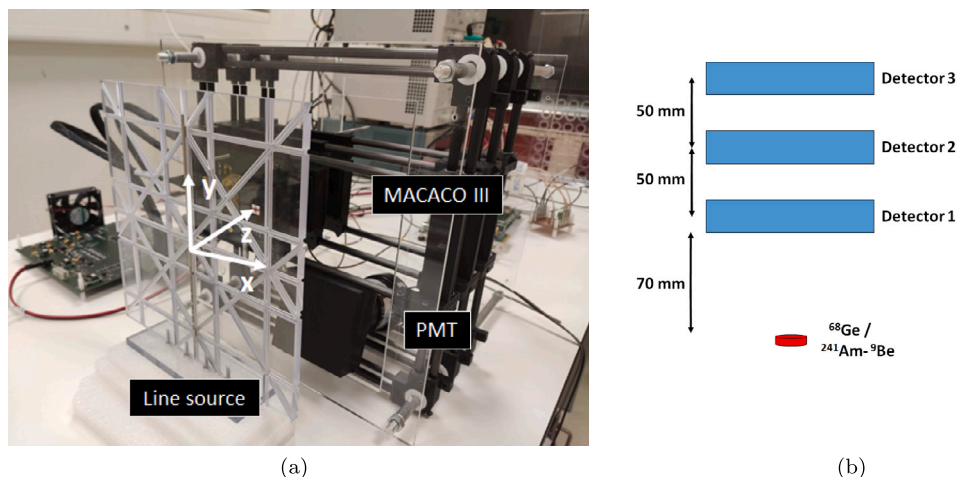 y
z
x
MACACO III
PMT
Line source
(a)
Detector 3
50 mm
Detector 2
50 mm
Detector 1
70 mm
⁶⁸Ge /
²⁴¹Am-⁹Be
(b)